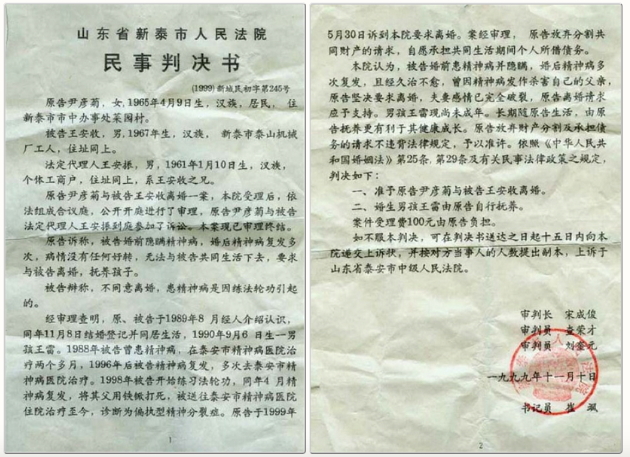 山东省新泰市人民法院
民事判决书
(1999)新城民初字第245号
原告尹彦菊，女，1965年4月9日生，汉族，居民，住
新泰市市中办事处菜园村。
被告王安收，男，1967年生，汉族，新泰市泰山机械
厂工人，住址同上，
法定代理人王安振，男，1961年1月10日生，汉族，
个体工商户，住址同上，系王安收之兄。
原告尹彦菊与被告王安收离婚一案，本院受理后，依
法组成合议庭，公开开庭进行了审理，原告尹彦菊与被告
法定代理人王安振到庭参加了诉讼。本案现已审理终结。
原告诉称，被告婚前隐瞒精神病，婚后精神病复发多
次，病情没有任何好转，无法与被告共同生活下去，要求
与被告离婚，抚养孩子。
被告辩称，不同意离婚，患精神病是因练法轮功引起
的。
经审理查明，原、被告于1989年8月经人介绍认识，
同年11月8日结婚登记并同居生活，1990年9月6日生一男
孩王雷。1988年被告曾患精神病，在泰安市精神病医院治
疗两个多月，1996年后被告精神病复发，多次去泰安市精
神病医院治疗。1998年被告开始练习法轮功，同年4月精
神病复发，将其父用铁锨打死，被送往泰安市精神病医院
住院治疗至今，诊断为偏执型精神分裂症。原告于1999年
1
5月30日诉到本院要求离婚。案经审理，原告放弃分割共
同财产的请求，自愿承担共同生活期间个人所借债务。
本院认为，被告婚前患精神病并隐瞒，婚后精神病多
次复发，且经久治不愈，曾因精神病发作杀害自己的父亲，
原告坚决要求离婚，夫妻感情已完全破裂，原告离婚请求
应予支持。男孩王雷现尚未成年。长期随原告生活，由原
告抚养更有利于其健康成长。原告放弃财产分割及承担债
务的请求不违背法律规定，予以准许。依照《中华人民共
和国婚姻法》第25条、第29条及有关民事法律政策之规定，
判决如下：
一、准予原告尹彦菊与被告王安收离婚。
二、婚生男孩王雷由原告自行抚养。
案件受理费100元由原告负担。
如不服本判决，可在判决书送达之日起十五日内向本
院递交上诉状，并按对方当事人的人数提出副本，上诉于
山东省泰安市中级人民法院。
审判长 宋成俊
审判员 荣才
审判员 刘 元
一九九九年十一月十日
书记员 崔
2